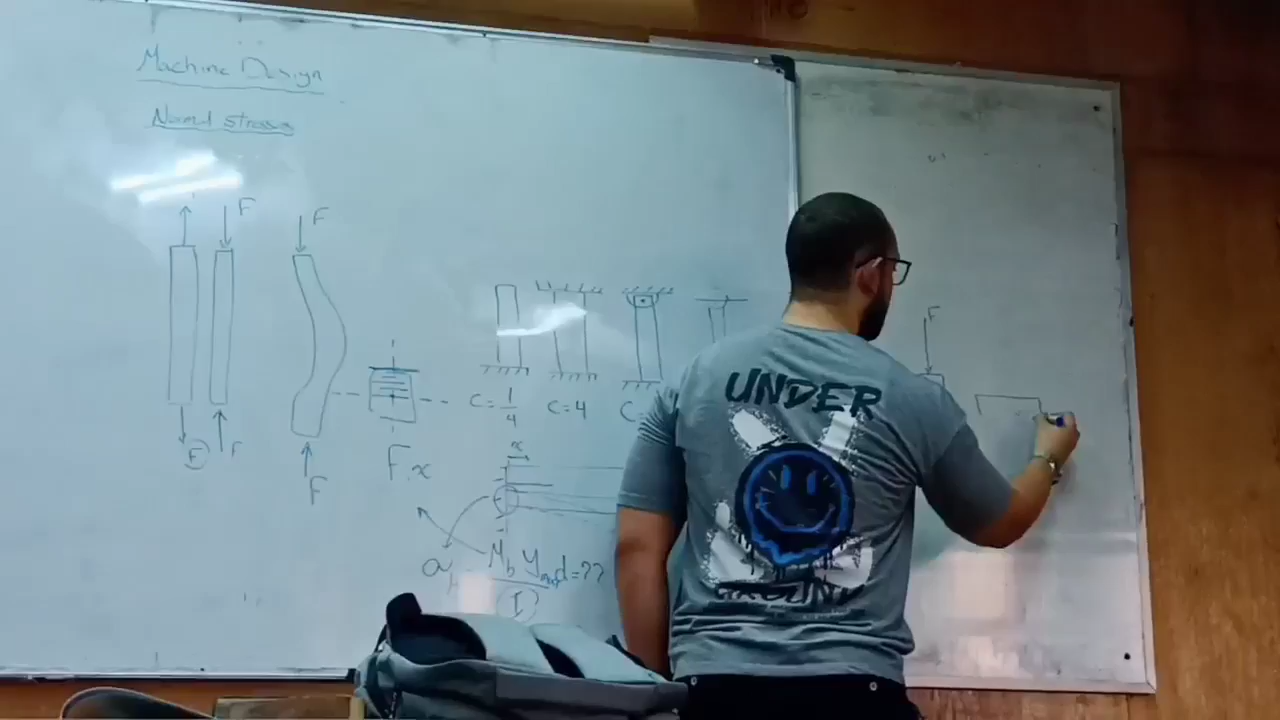 Machine Design
Normal stresses
F
F
F
F
F
F
F.x
C=1/4
C=4
C=
x
M_b y
=??
I
F
UNDER